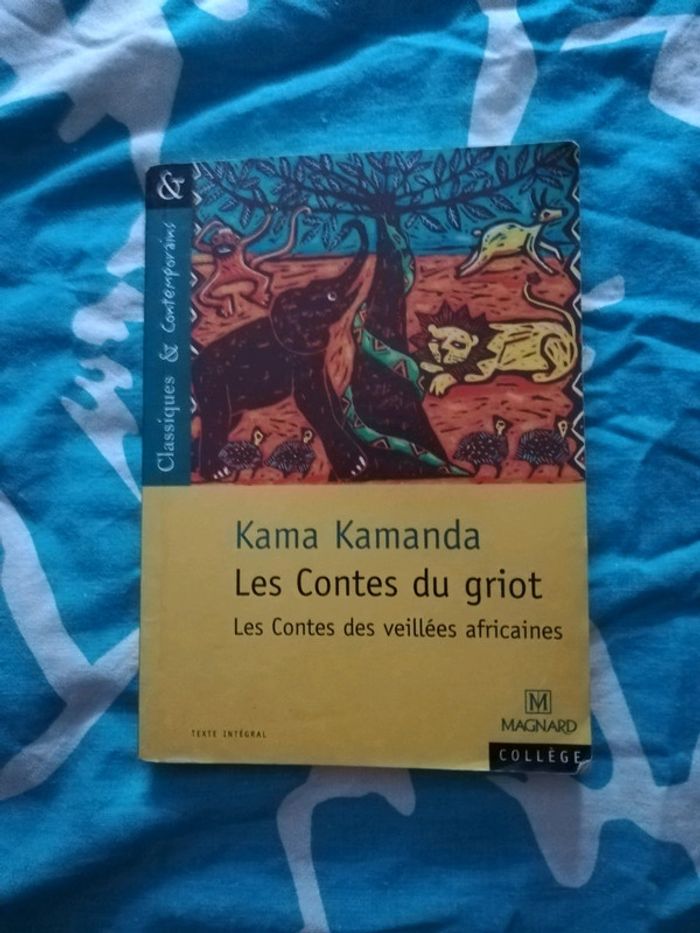 Classiques & Contemporains &
Kama Kamanda
Les Contes du griot
Les Contes des veillées africaines
M
MAGNARD
TEXTE INTÉGRAL
COLLÈGE